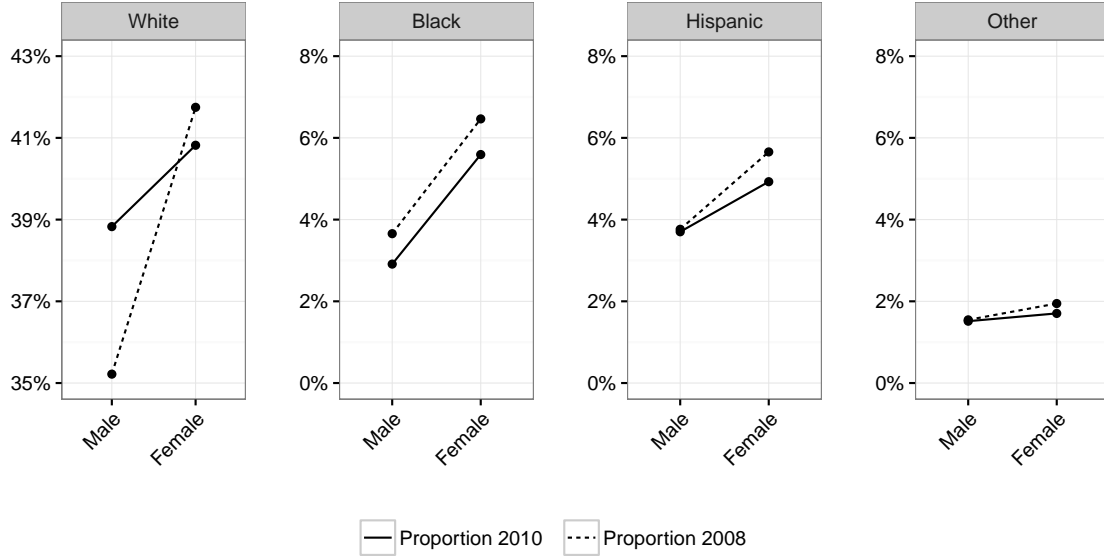 White
43%
41%
39%
37%
35%
Male
Female
Black
8%
6%
4%
2%
0%
Male
Female
Hispanic
8%
6%
4%
2%
0%
Male
Female
Other
8%
6%
4%
2%
0%
Male
Female
Proportion 2010 Proportion 2008